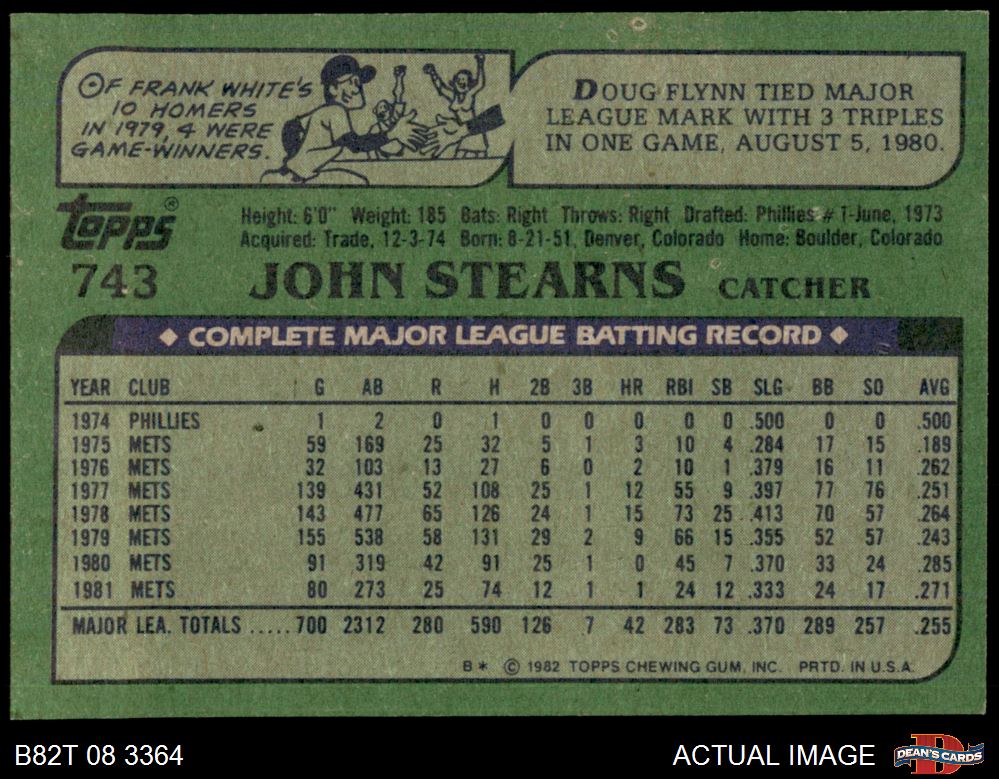 OF FRANK WHITE'S
10 HOMERS
IN 1979, 4 WERE
GAME-WINNERS.
DOUG FLYNN TIED MAJOR
LEAGUE MARK WITH 3 TRIPLES
IN ONE GAME, AUGUST 5, 1980.
topps®
Height: 6'0" Weight: 185 Bats: Right Throws: Right Drafted: Phillies #1-June, 1973
Acquired: Trade, 12-3-74 Born: 8-21-51, Denver, Colorado Home: Boulder, Colorado
743 JOHN STEARNS CATCHER
◆ COMPLETE MAJOR LEAGUE BATTING RECORD ◆
YEAR CLUB G AB R H 2B 3B HR RBI SB SLG BB SO AVG
1974 PHILLIES 1 2 0 1 0 0 0 0 0 .500 0 0 .500
1975 METS 59 169 25 32 5 1 3 10 4 .284 17 15 .189
1976 METS 32 103 13 27 6 0 2 10 1 .379 16 11 .262
1977 METS 139 431 52 108 25 1 12 55 9 .397 77 76 .251
1978 METS 143 477 65 126 24 1 15 73 25 .413 70 57 .264
1979 METS 155 538 58 131 29 2 9 66 15 .355 52 57 .243
1980 METS 91 319 42 91 25 1 0 45 7 .370 33 24 .285
1981 METS 80 273 25 74 12 1 1 24 12 .333 24 17 .271
MAJOR LEA. TOTALS .....700 2312 280 590 126 7 42 283 73 .370 289 257 .255
B* © 1982 TOPPS CHEWING GUM, INC. PRTD. IN U.S.A.
B82T 08 3364
ACTUAL IMAGE
D
DEAN'S CARDS